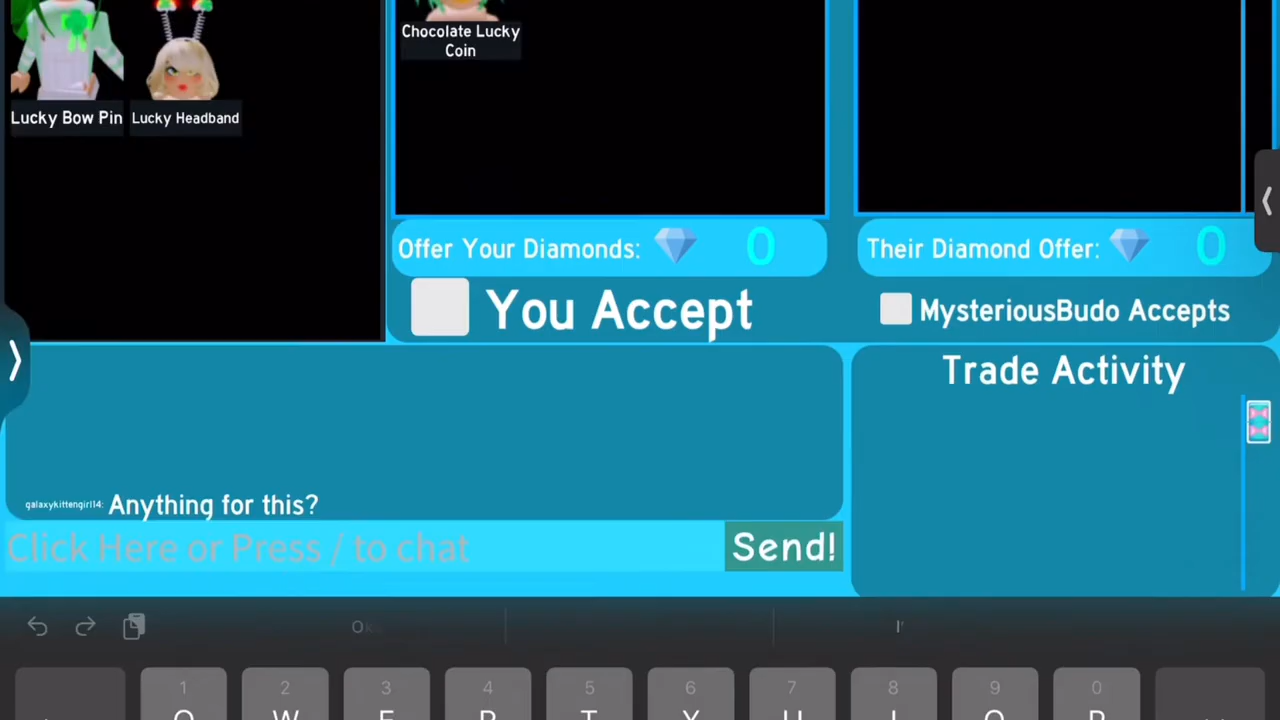 Chocolate Lucky
Coin
Lucky Bow Pin
Lucky Headband
Offer Your Diamonds: 0
Their Diamond Offer: 0
You Accept
MysteriousBudo Accepts
Trade Activity
galaxykittengirl14: Anything for this?
Click Here or Press / to chat
Send!
Ok
I'
1 2 3 4 5 6 7 8 9 0